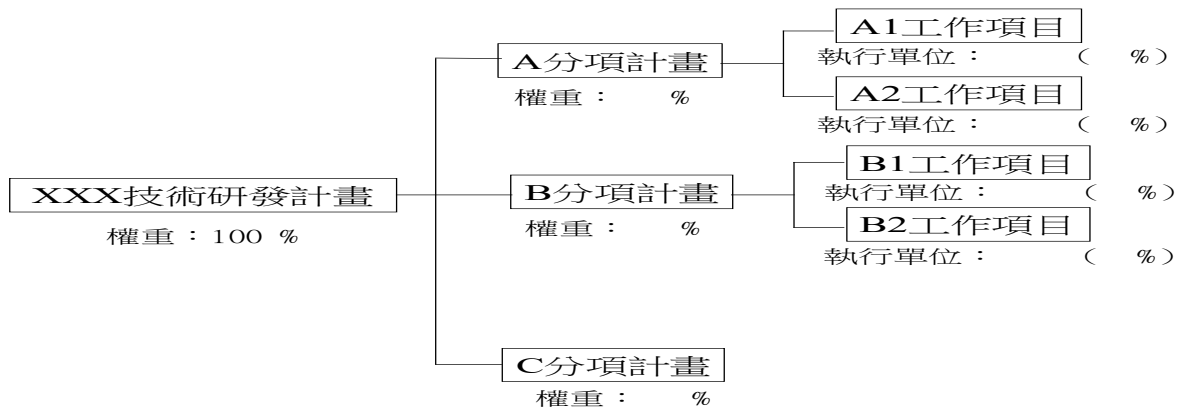 XXX技術研發計畫
權重：100 %
A分項計畫
權重： %
A1工作項目
執行單位： ( %)
A2工作項目
執行單位： ( %)
B分項計畫
權重： %
B1工作項目
執行單位： ( %)
B2工作項目
執行單位： ( %)
C分項計畫
權重： %